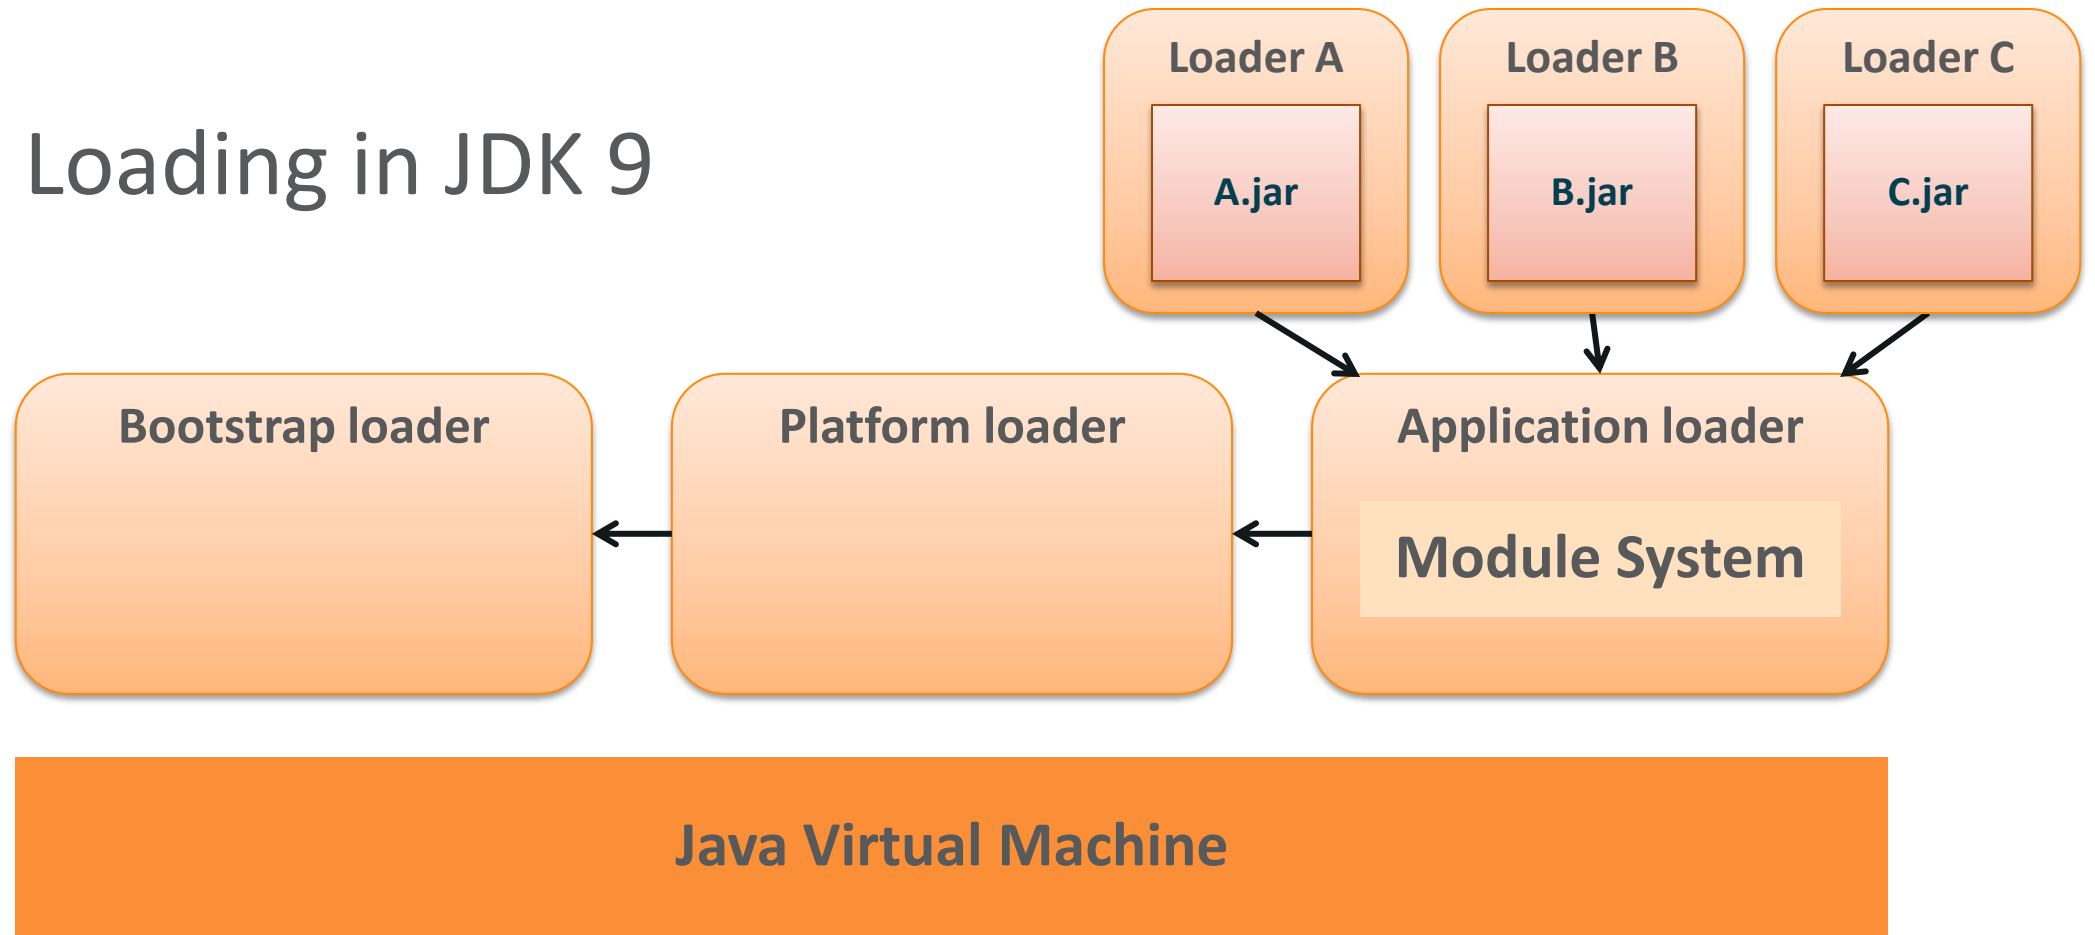 Loading in JDK 9
Loader A
A.jar
Loader B
B.jar
Loader C
C.jar
Bootstrap loader
Platform loader
Application loader
Module System
Java Virtual Machine